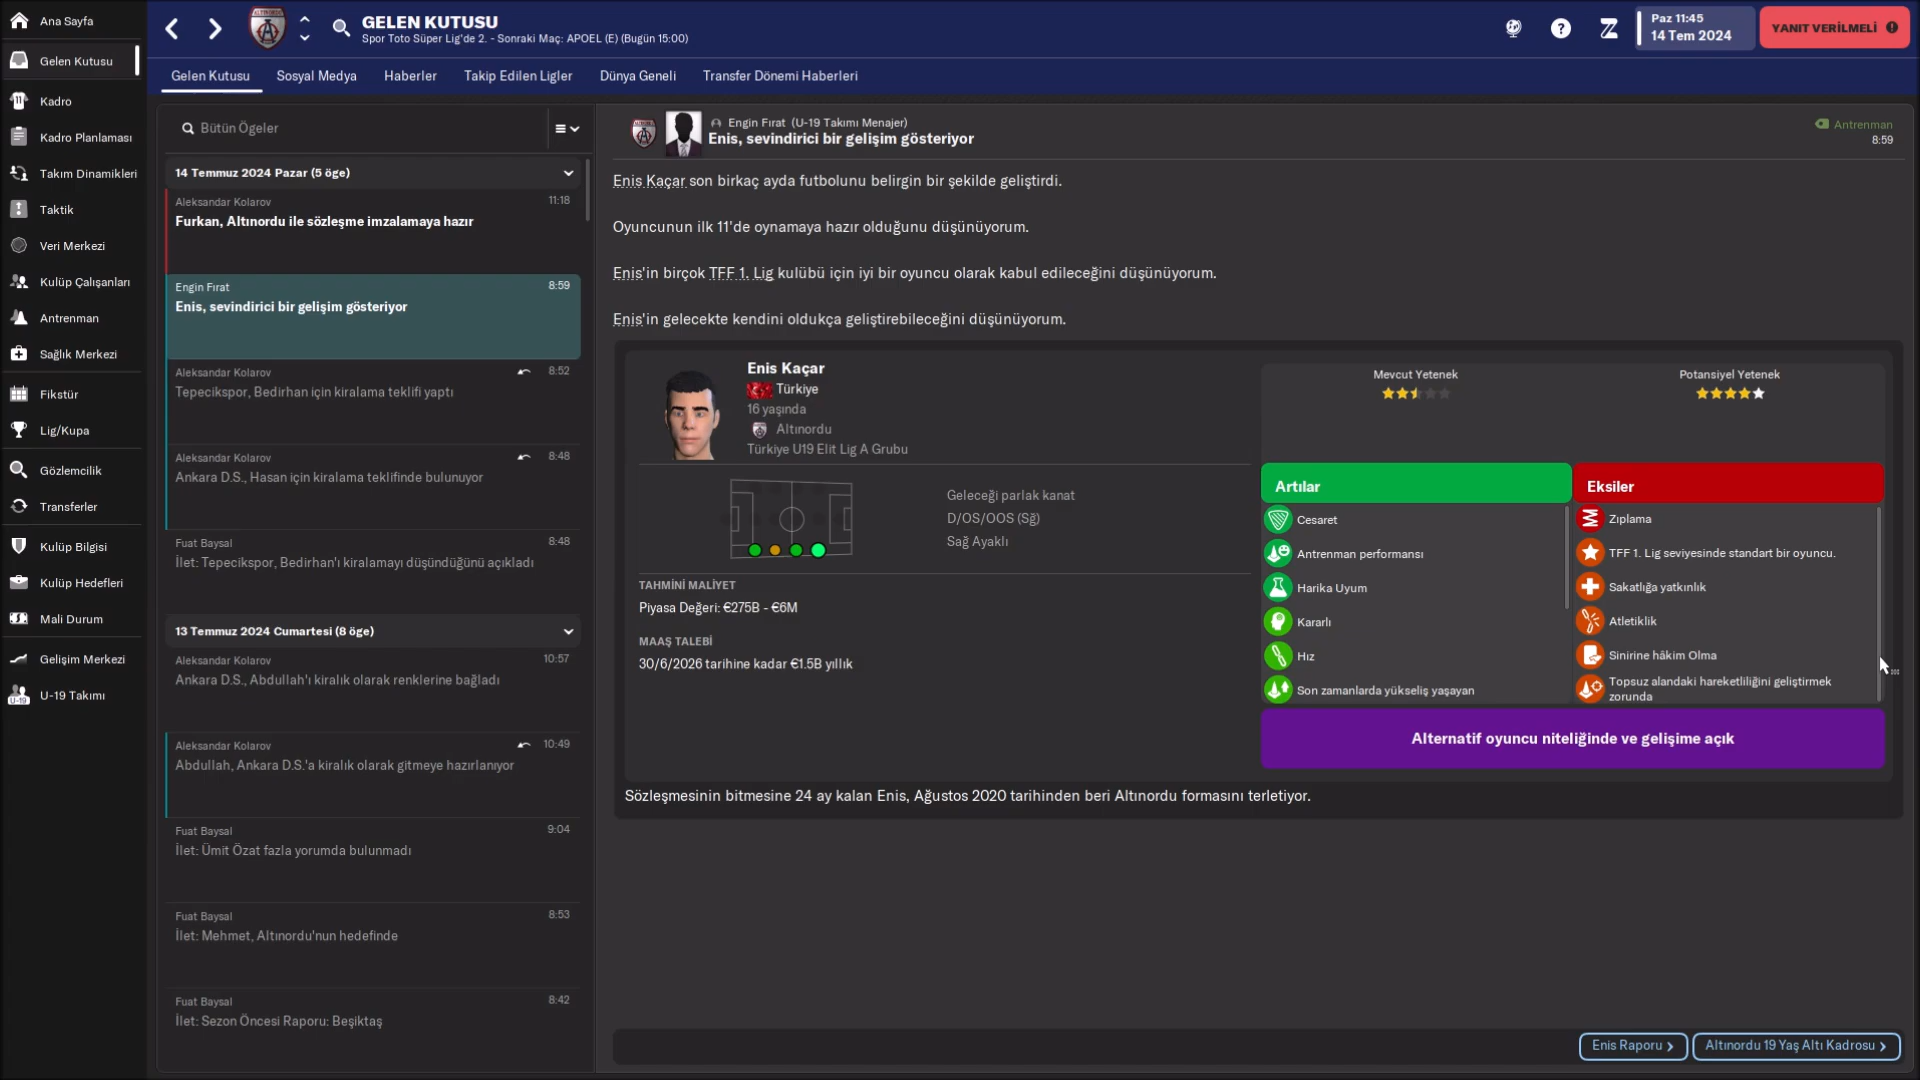 Ana Sayfa
Gelen Kutusu
Kadro
Kadro Planlaması
Takım Dinamikleri
Taktik
Veri Merkezi
Kulüp Çalışanları
Antrenman
Sağlık Merkezi
Fikstür
Lig/Kupa
Gözlemcilik
Transferler
Kulüp Bilgisi
Kulüp Hedefleri
Mali Durum
Gelişim Merkezi
U-19 Takımı
GELEN KUTUSU
Spor Toto Süper Lig'de 2. - Sonraki Maç: APOEL (E) (Bugün 15:00)
Paz 11:45
14 Tem 2024
YANIT VERİLMELİ
Gelen Kutusu
Sosyal Medya
Haberler
Takip Edilen Ligler
Dünya Geneli
Transfer Dönemi Haberleri
Bütün Ögeler
14 Temmuz 2024 Pazar (5 öge)
Aleksandar Kolarov 11:18
Furkan, Altınordu ile sözleşme imzalamaya hazır
Engin Fırat 8:59
Enis, sevindirici bir gelişim gösteriyor
Aleksandar Kolarov 8:52
Tepecikspor, Bedirhan için kiralama teklifi yaptı
Aleksandar Kolarov 8:48
Ankara D.S., Hasan için kiralama teklifinde bulunuyor
Fuat Baysal 8:48
İlet: Tepecikspor, Bedirhan'ı kiralamayı düşündüğünü açıkladı
13 Temmuz 2024 Cumartesi (8 öge)
Aleksandar Kolarov 10:57
Ankara D.S., Abdullah'ı kiralık olarak renklerine bağladı
Aleksandar Kolarov 10:49
Abdullah, Ankara D.S.'a kiralık olarak gitmeye hazırlanıyor
Fuat Baysal 9:04
İlet: Ümit Özat fazla yorumda bulunmadı
Fuat Baysal 8:53
İlet: Mehmet, Altınordu'nun hedefinde
Fuat Baysal 8:42
İlet: Sezon Öncesi Raporu: Beşiktaş
Engin Fırat (U-19 Takımı Menajer)
Enis, sevindirici bir gelişim gösteriyor
Antrenman
8:59
Enis Kaçar son birkaç ayda futbolunu belirgin bir şekilde geliştirdi.
Oyuncunun ilk 11'de oynamaya hazır olduğunu düşünüyorum.
Enis'in birçok TFF 1. Lig kulübü için iyi bir oyuncu olarak kabul edileceğini düşünüyorum.
Enis'in gelecekte kendini oldukça geliştirebileceğini düşünüyorum.
Enis Kaçar
Türkiye
16 yaşında
Altınordu
Türkiye U19 Elit Lig A Grubu
Geleceği parlak kanat
D/OS/OOS (Sğ)
Sağ Ayaklı
TAHMİNİ MALİYET
Piyasa Değeri: €275B - €6M
MAAŞ TALEBİ
30/6/2026 tarihine kadar €1.5B yıllık
Mevcut Yetenek
Potansiyel Yetenek
Artılar
Cesaret
Antrenman performansı
Harika Uyum
Kararlı
Hız
Son zamanlarda yükseliş yaşayan
Eksiler
Zıplama
TFF 1. Lig seviyesinde standart bir oyuncu.
Sakatlığa yatkınlık
Atletiklik
Sinirine hâkim Olma
Topsuz alandaki hareketliliğini geliştirmek
zorunda
Alternatif oyuncu niteliğinde ve gelişime açık
Sözleşmesinin bitmesine 24 ay kalan Enis, Ağustos 2020 tarihinden beri Altınordu formasını terletiyor.
Enis Raporu
Altınordu 19 Yaş Altı Kadrosu